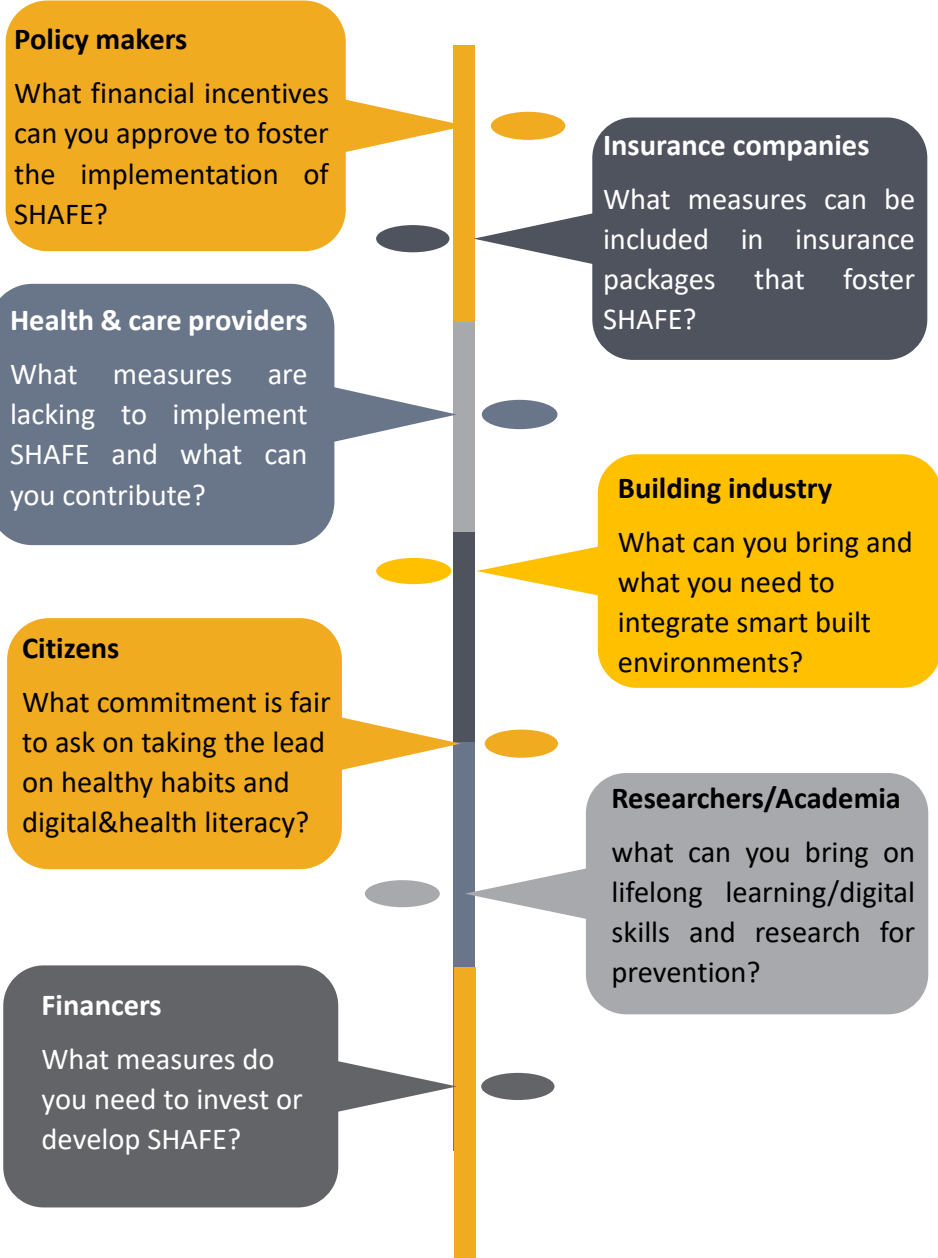 Policy makers
What financial incentives
can you approve to foster
the implementation of
SHAFE?
Insurance companies
What measures can be
included in insurance
packages that foster
SHAFE?
Health & care providers
What measures are
lacking to implement
SHAFE and what can
you contribute?
Building industry
What can you bring and
what you need to
integrate smart built
environments?
Citizens
What commitment is fair
to ask on taking the lead
on healthy habits and
digital&health literacy?
Researchers/Academia
what can you bring on
lifelong learning/digital
skills and research for
prevention?
Financers
What measures do
you need to invest or
develop SHAFE?